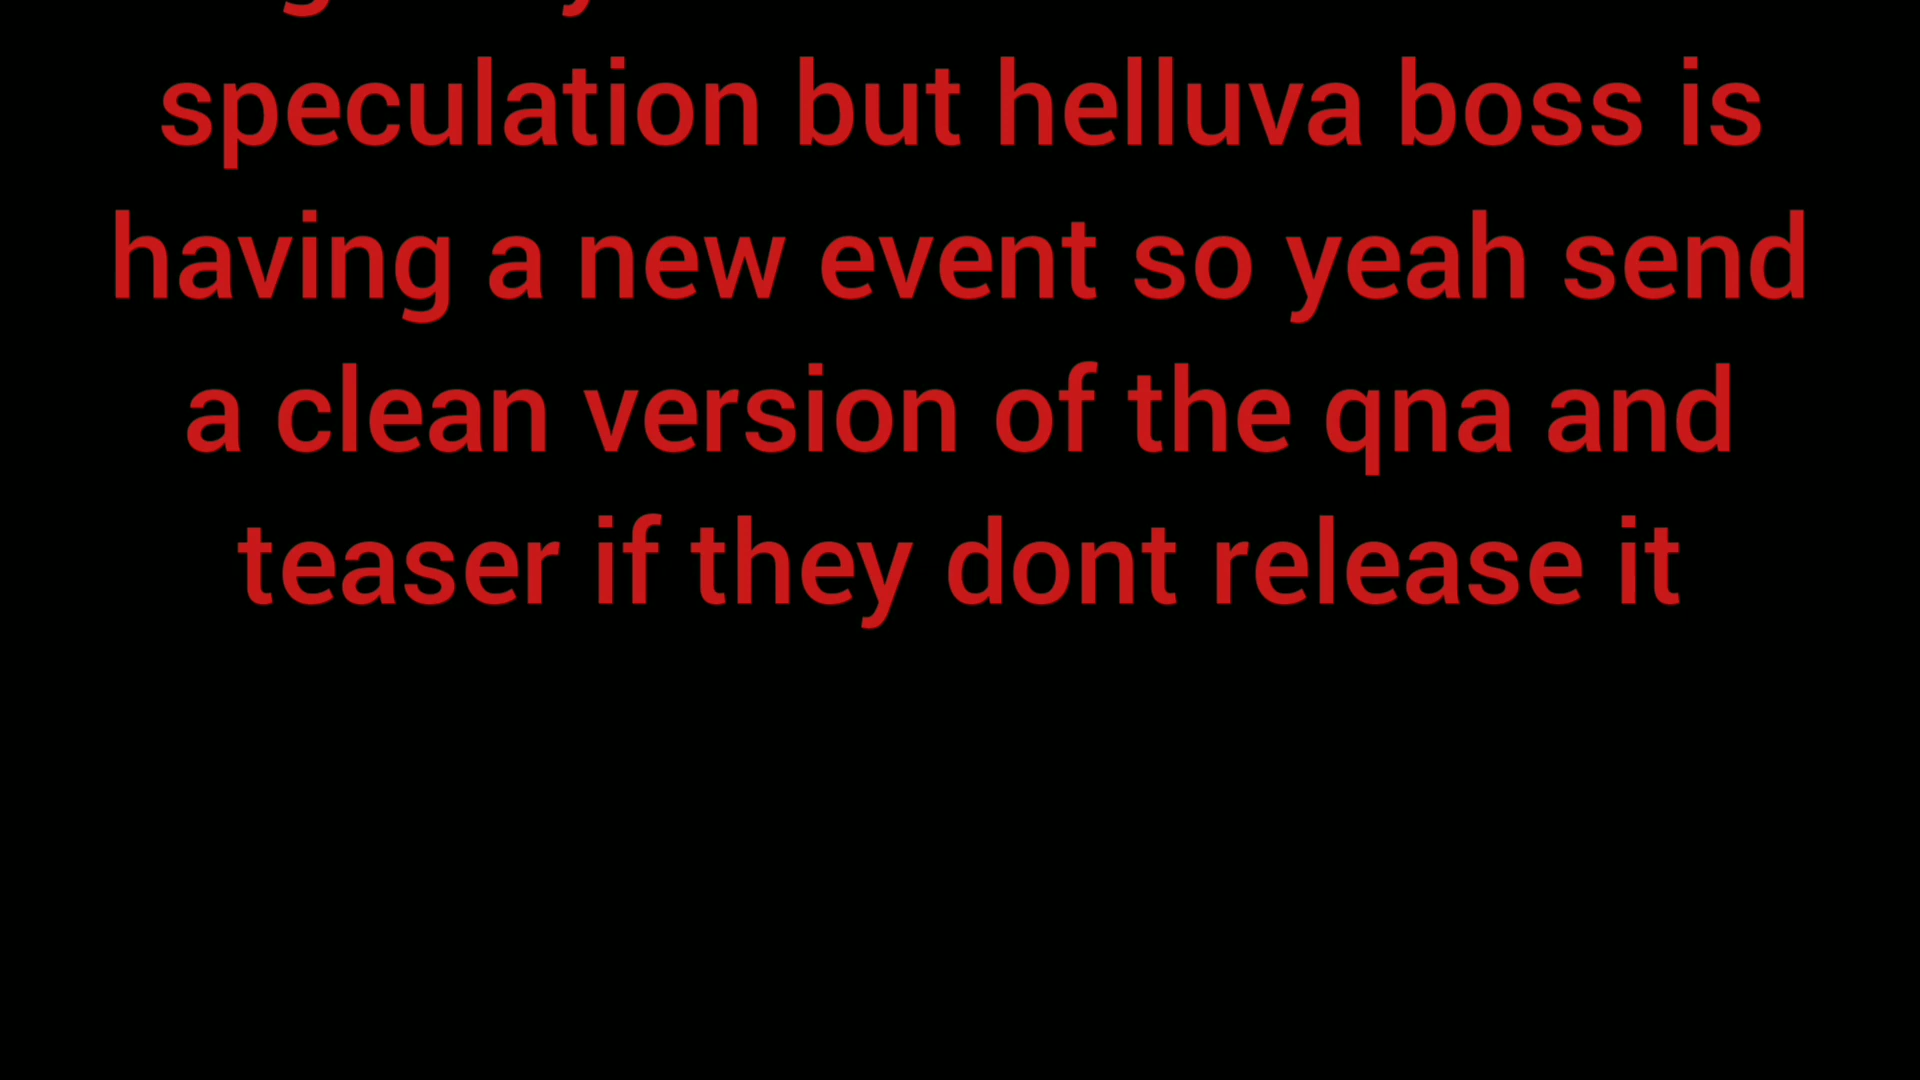 speculation but helluva boss is
having a new event so yeah send
a clean version of the qna and
teaser if they dont release it